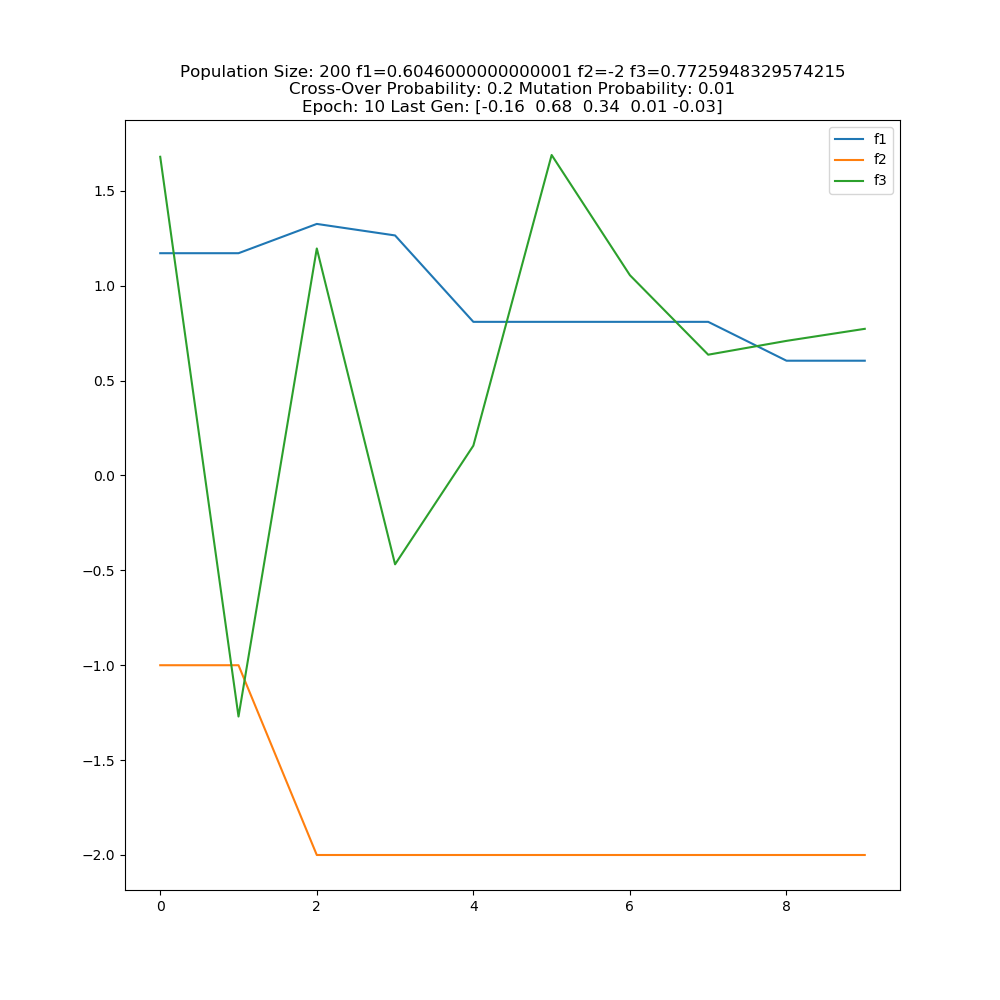 Population Size: 200 f1=0.6046000000000001 f2=-2 f3=0.7725948329574215
Cross-Over Probability: 0.2 Mutation Probability: 0.01
Epoch: 10 Last Gen: [-0.16  0.68  0.34  0.01 -0.03]
f1
f2
f3
1.5
1.0
0.5
0.0
−0.5
−1.0
−1.5
−2.0
0 2 4 6 8